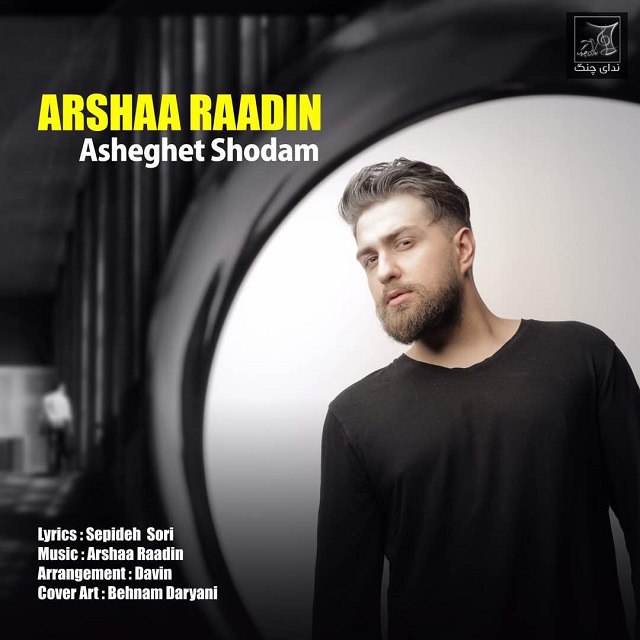 ندای چنگ
ARSHAA RAADIN
Asheghet Shodam
Lyrics : Sepideh Sori
Music : Arshaa Raadin
Arrangement : Davin
Cover Art : Behnam Daryani